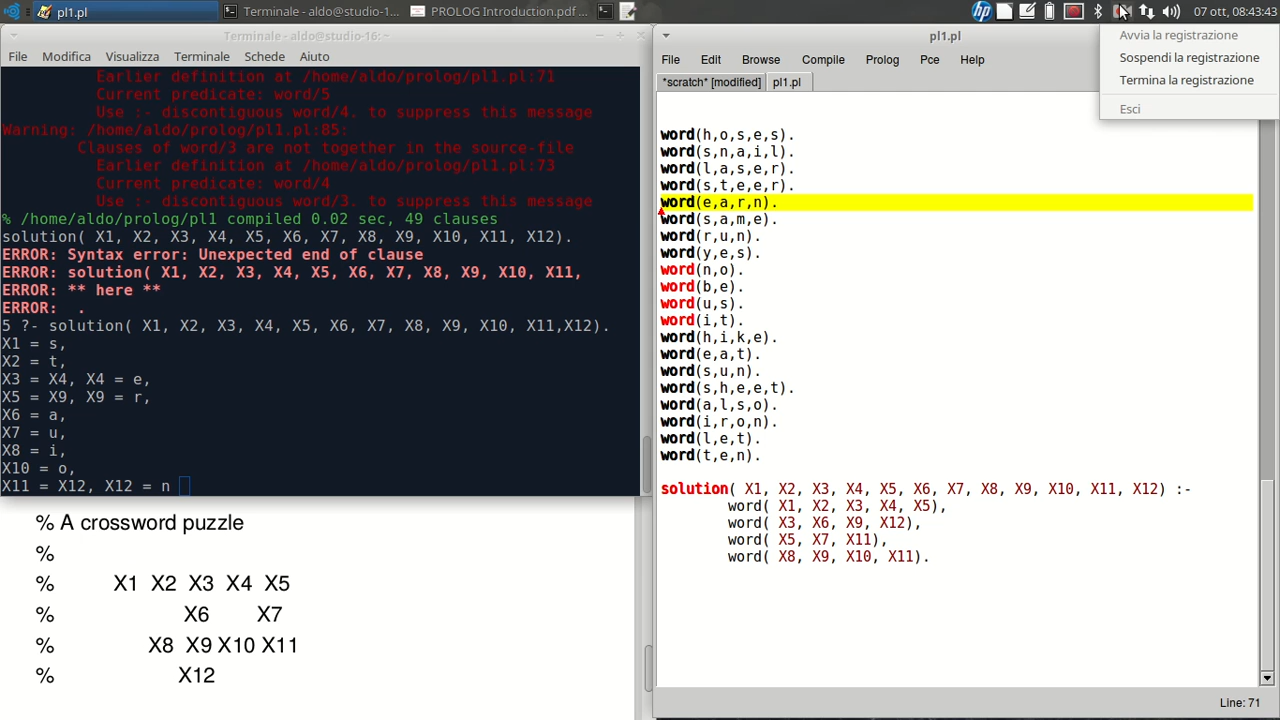 pl1.pl
Terminale - aldo@studio-1...
PROLOG Introduction.pdf ...
07 ott, 08:43:43
Terminale - aldo@studio-16: ~
File Modifica Visualizza Terminale Schede Aiuto
Earlier definition at /home/aldo/prolog/pl1.pl:71
Current predicate: word/5
Use :- discontiguous word/4. to suppress this message
Warning: /home/aldo/prolog/pl1.pl:85:
Clauses of word/3 are not together in the source-file
Earlier definition at /home/aldo/prolog/pl1.pl:73
Current predicate: word/4
Use :- discontiguous word/3. to suppress this message
% /home/aldo/prolog/pl1 compiled 0.02 sec, 49 clauses
solution( X1, X2, X3, X4, X5, X6, X7, X8, X9, X10, X11, X12).
ERROR: Syntax error: Unexpected end of clause
ERROR: solution( X1, X2, X3, X4, X5, X6, X7, X8, X9, X10, X11,
ERROR: ** here **
ERROR:  .
5 ?- solution( X1, X2, X3, X4, X5, X6, X7, X8, X9, X10, X11,X12).
X1 = s,
X2 = t,
X3 = X4, X4 = e,
X5 = X9, X9 = r,
X6 = a,
X7 = u,
X8 = i,
X10 = o,
X11 = X12, X12 = n
% A crossword puzzle
%
% X1 X2 X3 X4 X5
% X6 X7
% X8 X9 X10 X11
% X12
pl1.pl
File Edit Browse Compile Prolog Pce Help
*scratch* [modified] pl1.pl
word(h,o,s,e,s).
word(s,n,a,i,l).
word(l,a,s,e,r).
word(s,t,e,e,r).
word(e,a,r,n).
word(s,a,m,e).
word(r,u,n).
word(y,e,s).
word(n,o).
word(b,e).
word(u,s).
word(i,t).
word(h,i,k,e).
word(e,a,t).
word(s,u,n).
word(s,h,e,e,t).
word(a,l,s,o).
word(i,r,o,n).
word(l,e,t).
word(t,e,n).
solution( X1, X2, X3, X4, X5, X6, X7, X8, X9, X10, X11, X12) :-
word( X1, X2, X3, X4, X5),
word( X3, X6, X9, X12),
word( X5, X7, X11),
word( X8, X9, X10, X11).
Line: 71
Avvia la registrazione
Sospendi la registrazione
Termina la registrazione
Esci
hp